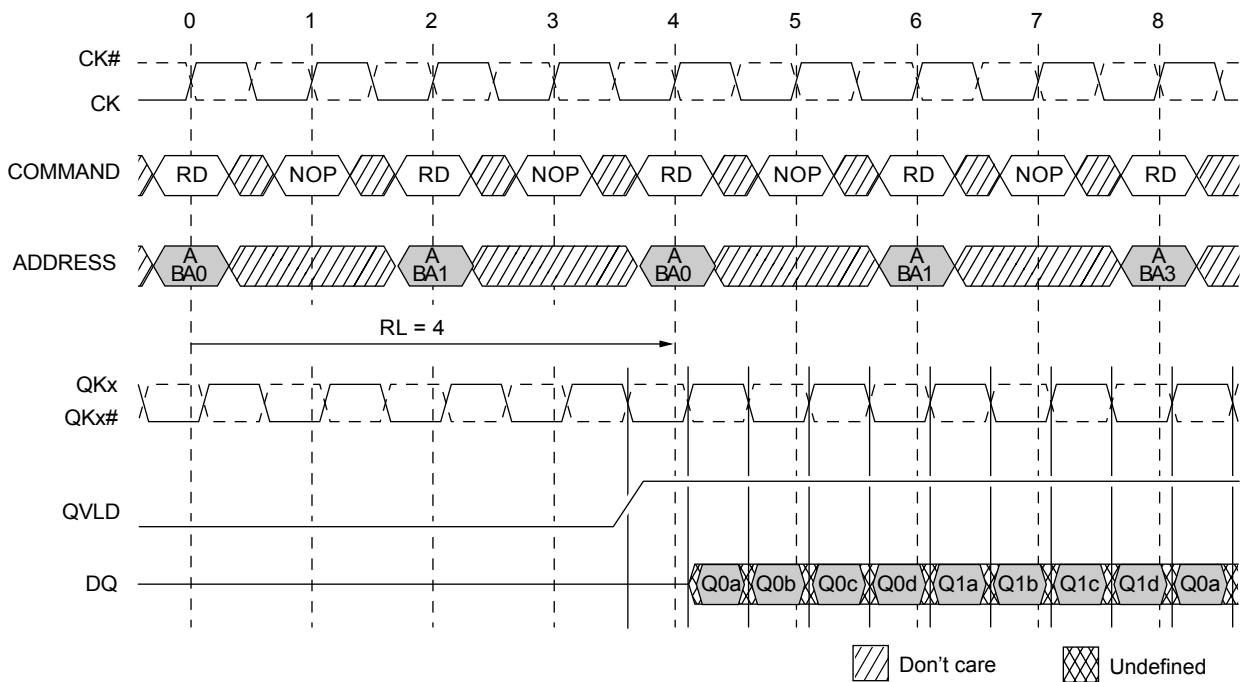 0 1 2 3 4 5 6 7 8
CK#
CK
COMMAND RD NOP RD NOP RD NOP RD NOP RD
ADDRESS A BA0 A BA1 A BA0 A BA1 A BA3
RL = 4
QKx
QKx#
QVLD
DQ Q0a Q0b Q0c Q0d Q1a Q1b Q1c Q1d Q0a
Don't care Undefined